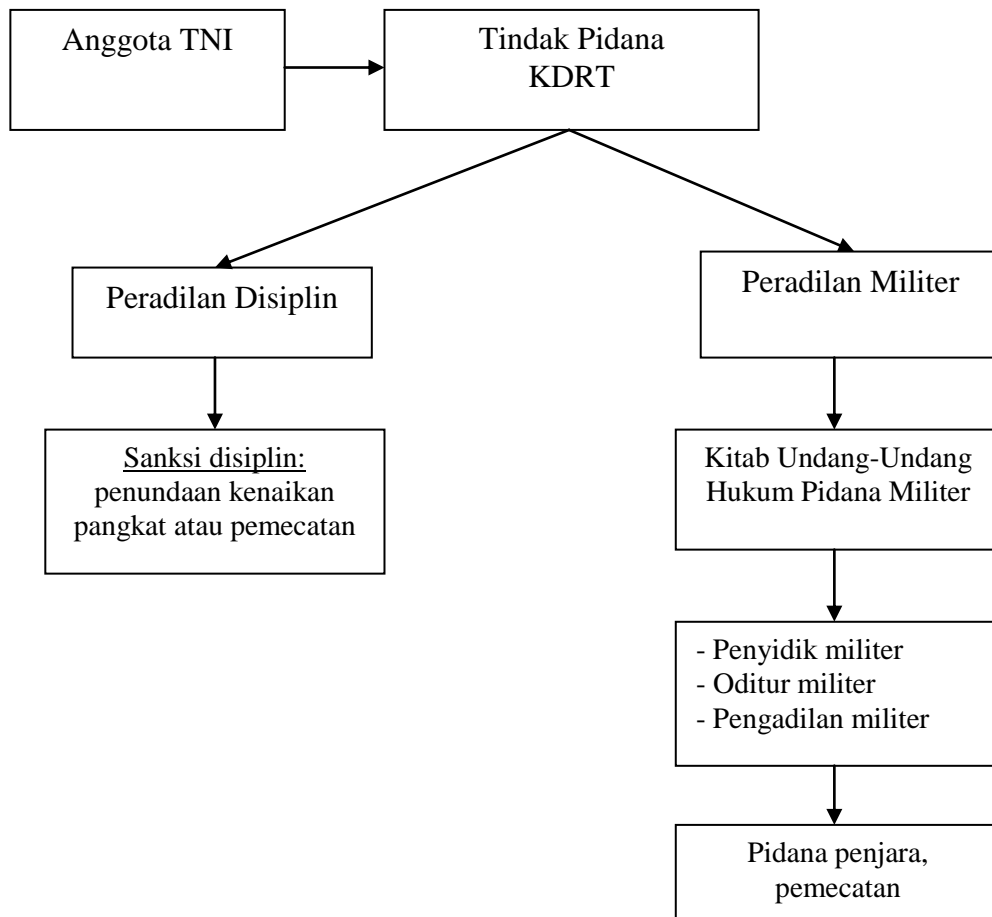 Anggota TNI
Tindak Pidana
KDRT
Peradilan Disiplin
Peradilan Militer
Sanksi disiplin:
penundaan kenaikan
pangkat atau pemecatan
Kitab Undang-Undang
Hukum Pidana Militer
- Penyidik militer
- Oditur militer
- Pengadilan militer
Pidana penjara,
pemecatan